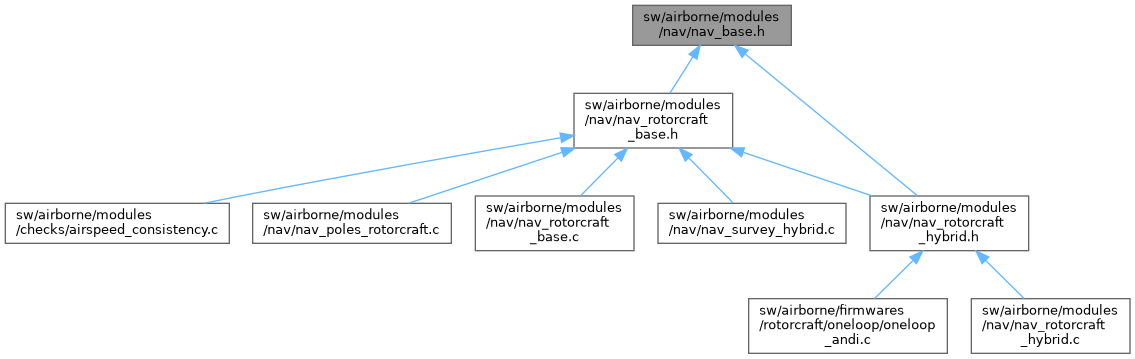 sw/airborne/modules
/nav/nav_base.h
sw/airborne/modules
/nav/nav_rotorcraft
_base.h
sw/airborne/modules
/checks/airspeed_consistency.c
sw/airborne/modules
/nav/nav_poles_rotorcraft.c
sw/airborne/modules
/nav/nav_rotorcraft
_base.c
sw/airborne/modules
/nav/nav_survey_hybrid.c
sw/airborne/modules
/nav/nav_rotorcraft
_hybrid.h
sw/airborne/firmwares
/rotorcraft/oneloop/oneloop
_andi.c
sw/airborne/modules
/nav/nav_rotorcraft
_hybrid.c